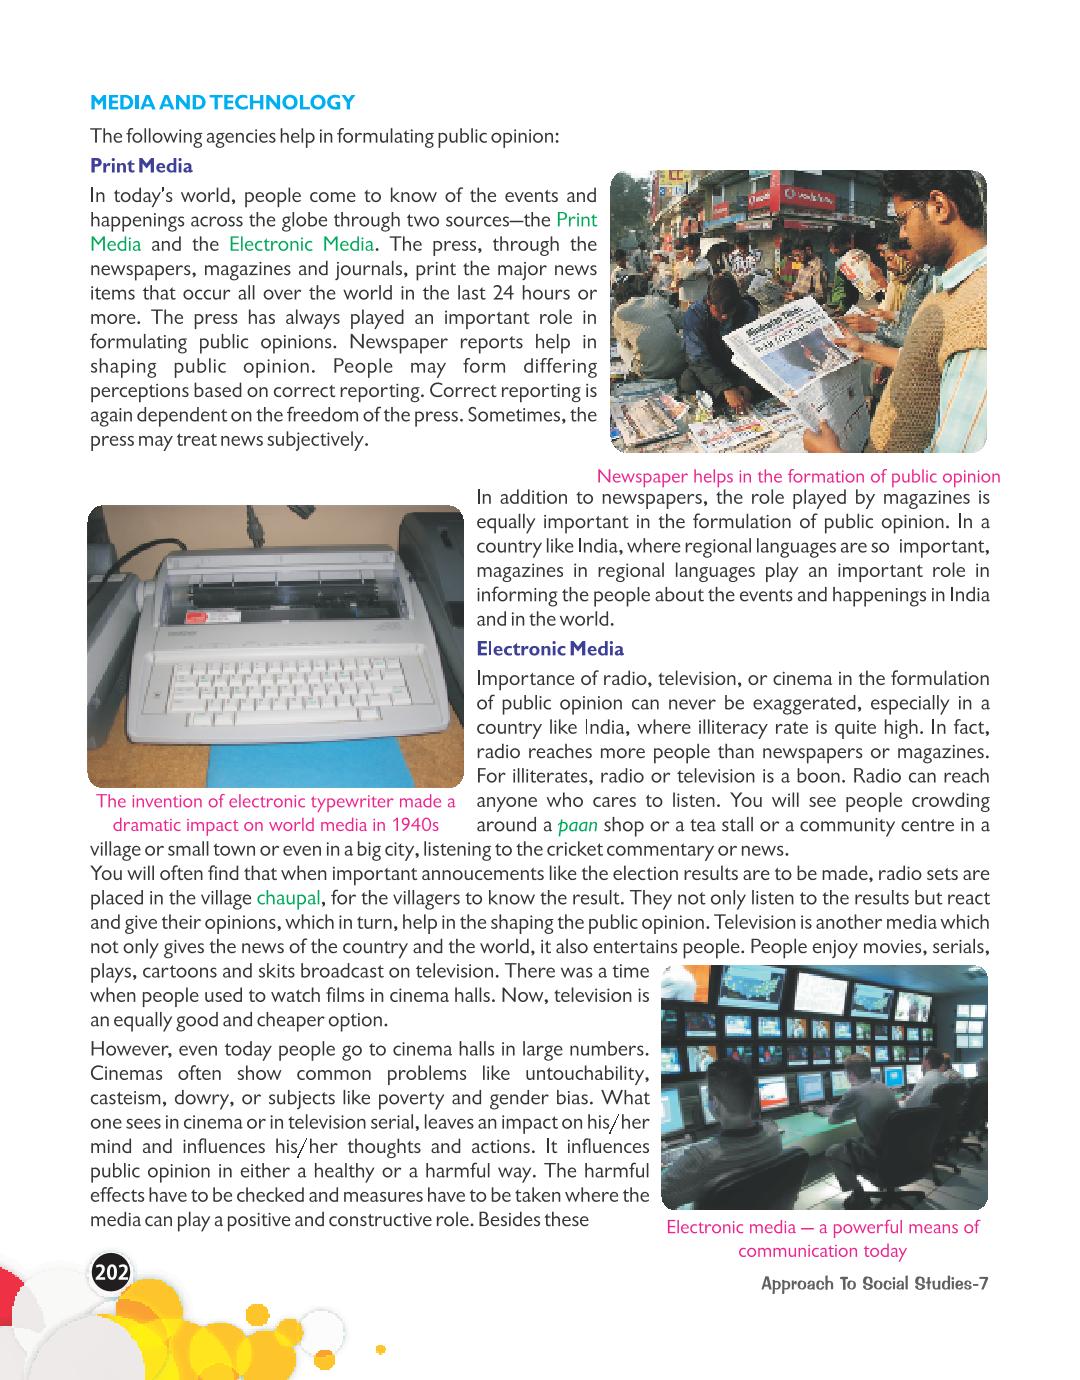 MEDIA AND TECHNOLOGY
The following agencies help in formulating public opinion:
Print Media
In today's world, people come to know of the events and
happenings across the globe through two sources—the Print
Media and the Electronic Media. The press, through the
newspapers, magazines and journals, print the major news
items that occur all over the world in the last 24 hours or
more. The press has always played an important role in
formulating public opinions. Newspaper reports help in
shaping public opinion. People may form differing
perceptions based on correct reporting. Correct reporting is
again dependent on the freedom of the press. Sometimes, the
press may treat news subjectively.
Newspaper helps in the formation of public opinion
In addition to newspapers, the role played by magazines is
equally important in the formulation of public opinion. In a
country like India, where regional languages are so important,
magazines in regional languages play an important role in
informing the people about the events and happenings in India
and in the world.
Electronic Media
Importance of radio, television, or cinema in the formulation
of public opinion can never be exaggerated, especially in a
country like India, where illiteracy rate is quite high. In fact,
radio reaches more people than newspapers or magazines.
For illiterates, radio or television is a boon. Radio can reach
anyone who cares to listen. You will see people crowding
around a paan shop or a tea stall or a community centre in a
The invention of electronic typewriter made a
dramatic impact on world media in 1940s
village or small town or even in a big city, listening to the cricket commentary or news.
You will often find that when important annoucements like the election results are to be made, radio sets are
placed in the village chaupal, for the villagers to know the result. They not only listen to the results but react
and give their opinions, which in turn, help in the shaping the public opinion. Television is another media which
not only gives the news of the country and the world, it also entertains people. People enjoy movies, serials,
plays, cartoons and skits broadcast on television. There was a time
when people used to watch films in cinema halls. Now, television is
an equally good and cheaper option.
However, even today people go to cinema halls in large numbers.
Cinemas often show common problems like untouchability,
casteism, dowry, or subjects like poverty and gender bias. What
one sees in cinema or in television serial, leaves an impact on his/her
mind and influences his/her thoughts and actions. It influences
public opinion in either a healthy or a harmful way. The harmful
effects have to be checked and measures have to be taken where the
media can play a positive and constructive role. Besides these
Electronic media — a powerful means of
communication today
202
Approach To Social Studies-7